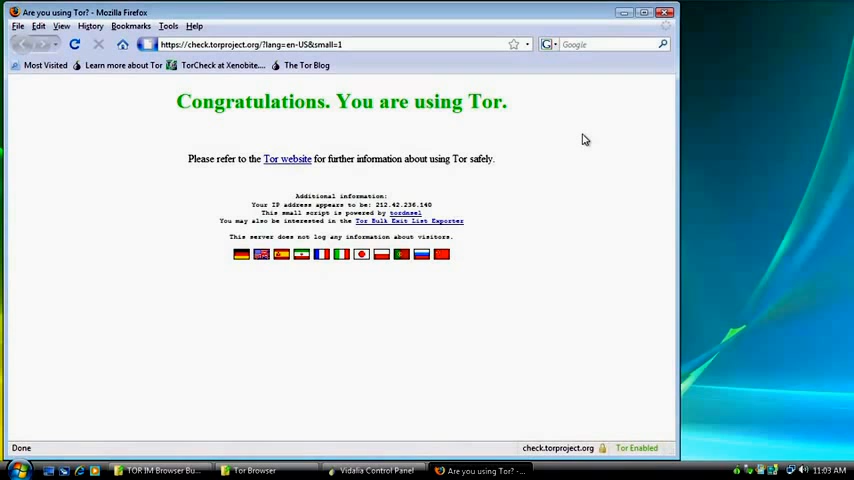 Are you using Tor? - Mozilla Firefox
File Edit View History Bookmarks Tools Help
https://check.torproject.org/?lang=en-US&small=1
G Google
Most Visited Learn more about Tor TorCheck at Xenobite.... The Tor Blog
Congratulations. You are using Tor.
Please refer to the Tor website for further information about using Tor safely.
Additional information:
Your IP address appears to be: 212.42.236.140
This small script is powered by tordnsel
You may also be interested in the Tor Bulk Exit List Exporter
This server does not log any information about visitors.
Done check.torproject.org Tor Enabled
TOR IM Browser Bu... Tor Browser Vidalia Control Panel Are you using Tor? -... 11:03 AM